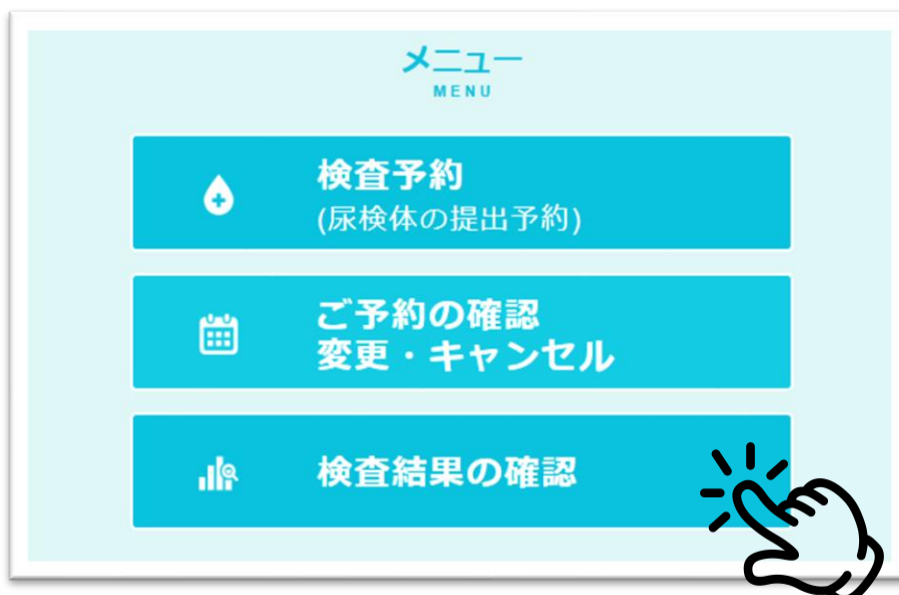 メニュー
MENU
検査予約
(尿検体の提出予約)
ご予約の確認
変更・キャンセル
検査結果の確認